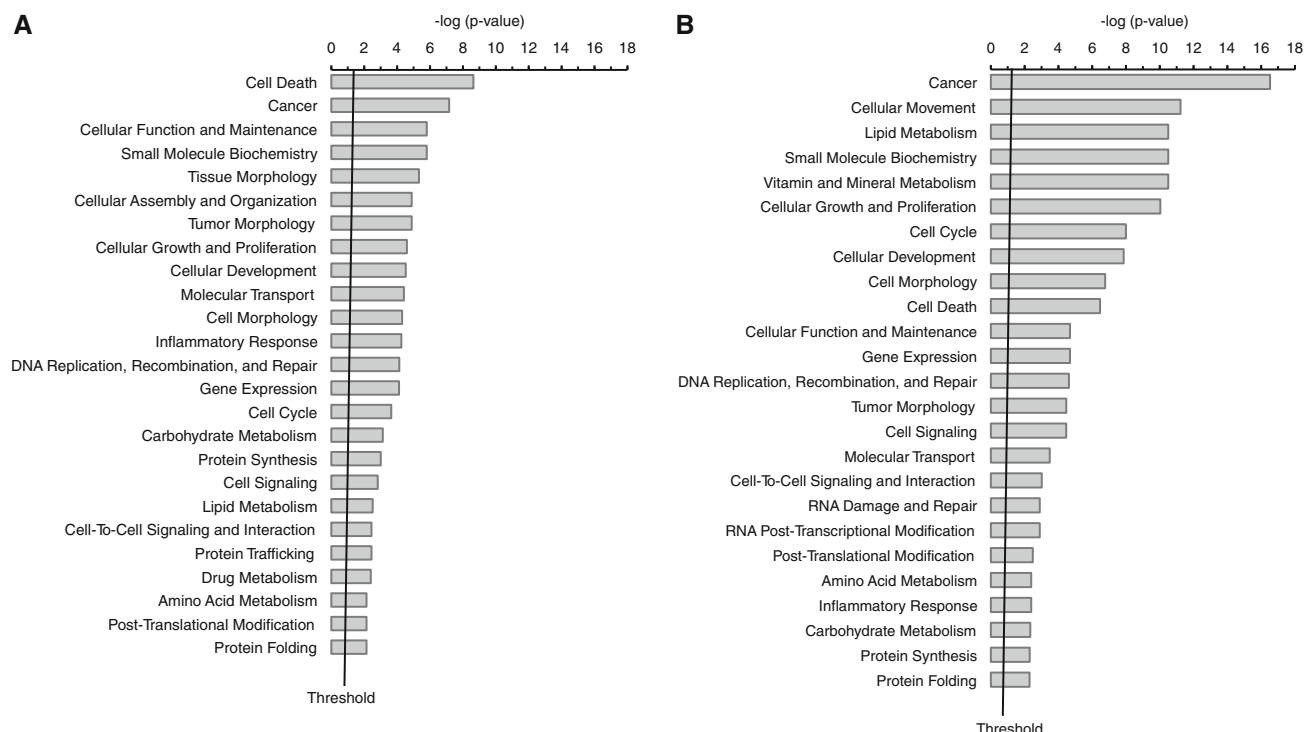 A
-log (p-value)
0 2 4 6 8 10 12 14 16 18
Cell Death
Cancer
Cellular Function and Maintenance
Small Molecule Biochemistry
Tissue Morphology
Cellular Assembly and Organization
Tumor Morphology
Cellular Growth and Proliferation
Cellular Development
Molecular Transport
Cell Morphology
Inflammatory Response
DNA Replication, Recombination, and Repair
Gene Expression
Cell Cycle
Carbohydrate Metabolism
Protein Synthesis
Cell Signaling
Lipid Metabolism
Cell-To-Cell Signaling and Interaction
Protein Trafficking
Drug Metabolism
Amino Acid Metabolism
Post-Translational Modification
Protein Folding
Threshold
B
-log (p-value)
0 2 4 6 8 10 12 14 16 18
Cancer
Cellular Movement
Lipid Metabolism
Small Molecule Biochemistry
Vitamin and Mineral Metabolism
Cellular Growth and Proliferation
Cell Cycle
Cellular Development
Cell Morphology
Cell Death
Cellular Function and Maintenance
Gene Expression
DNA Replication, Recombination, and Repair
Tumor Morphology
Cell Signaling
Molecular Transport
Cell-To-Cell Signaling and Interaction
RNA Damage and Repair
RNA Post-Transcriptional Modification
Post-Translational Modification
Amino Acid Metabolism
Inflammatory Response
Carbohydrate Metabolism
Protein Synthesis
Protein Folding
Threshold